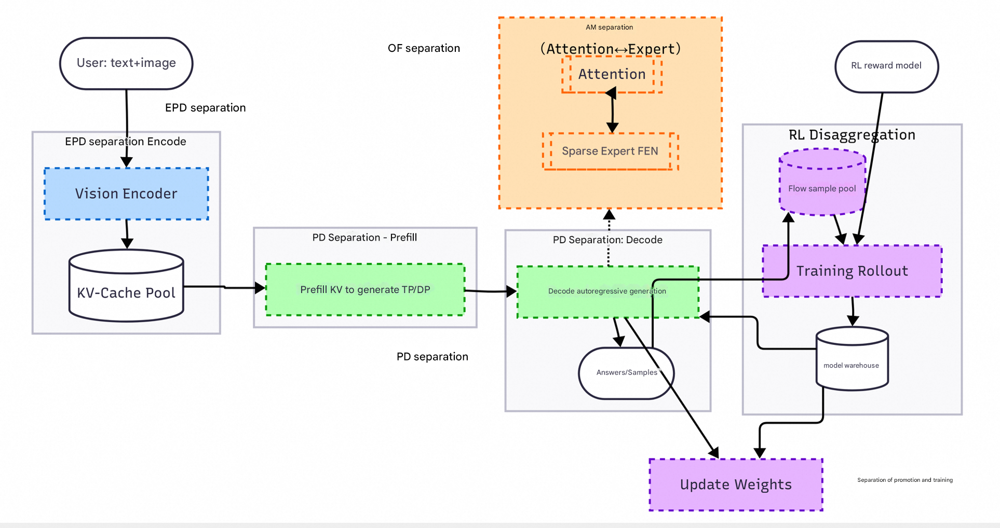 AM separation
OF separation
（Attention↔Expert）
User: text+image
RL reward model
Attention
EPD separation
EPD separation Encode
RL Disaggregation
Sparse Expert FEN
Vision Encoder
Flow sample pool
PD Separation - Prefill
PD Separation: Decode
Training Rollout
KV-Cache Pool
Prefill KV to generate TP/DP
Decode autoregressive generation
PD separation
Answers/Samples
model warehouse
Update Weights
Separation of promotion and training